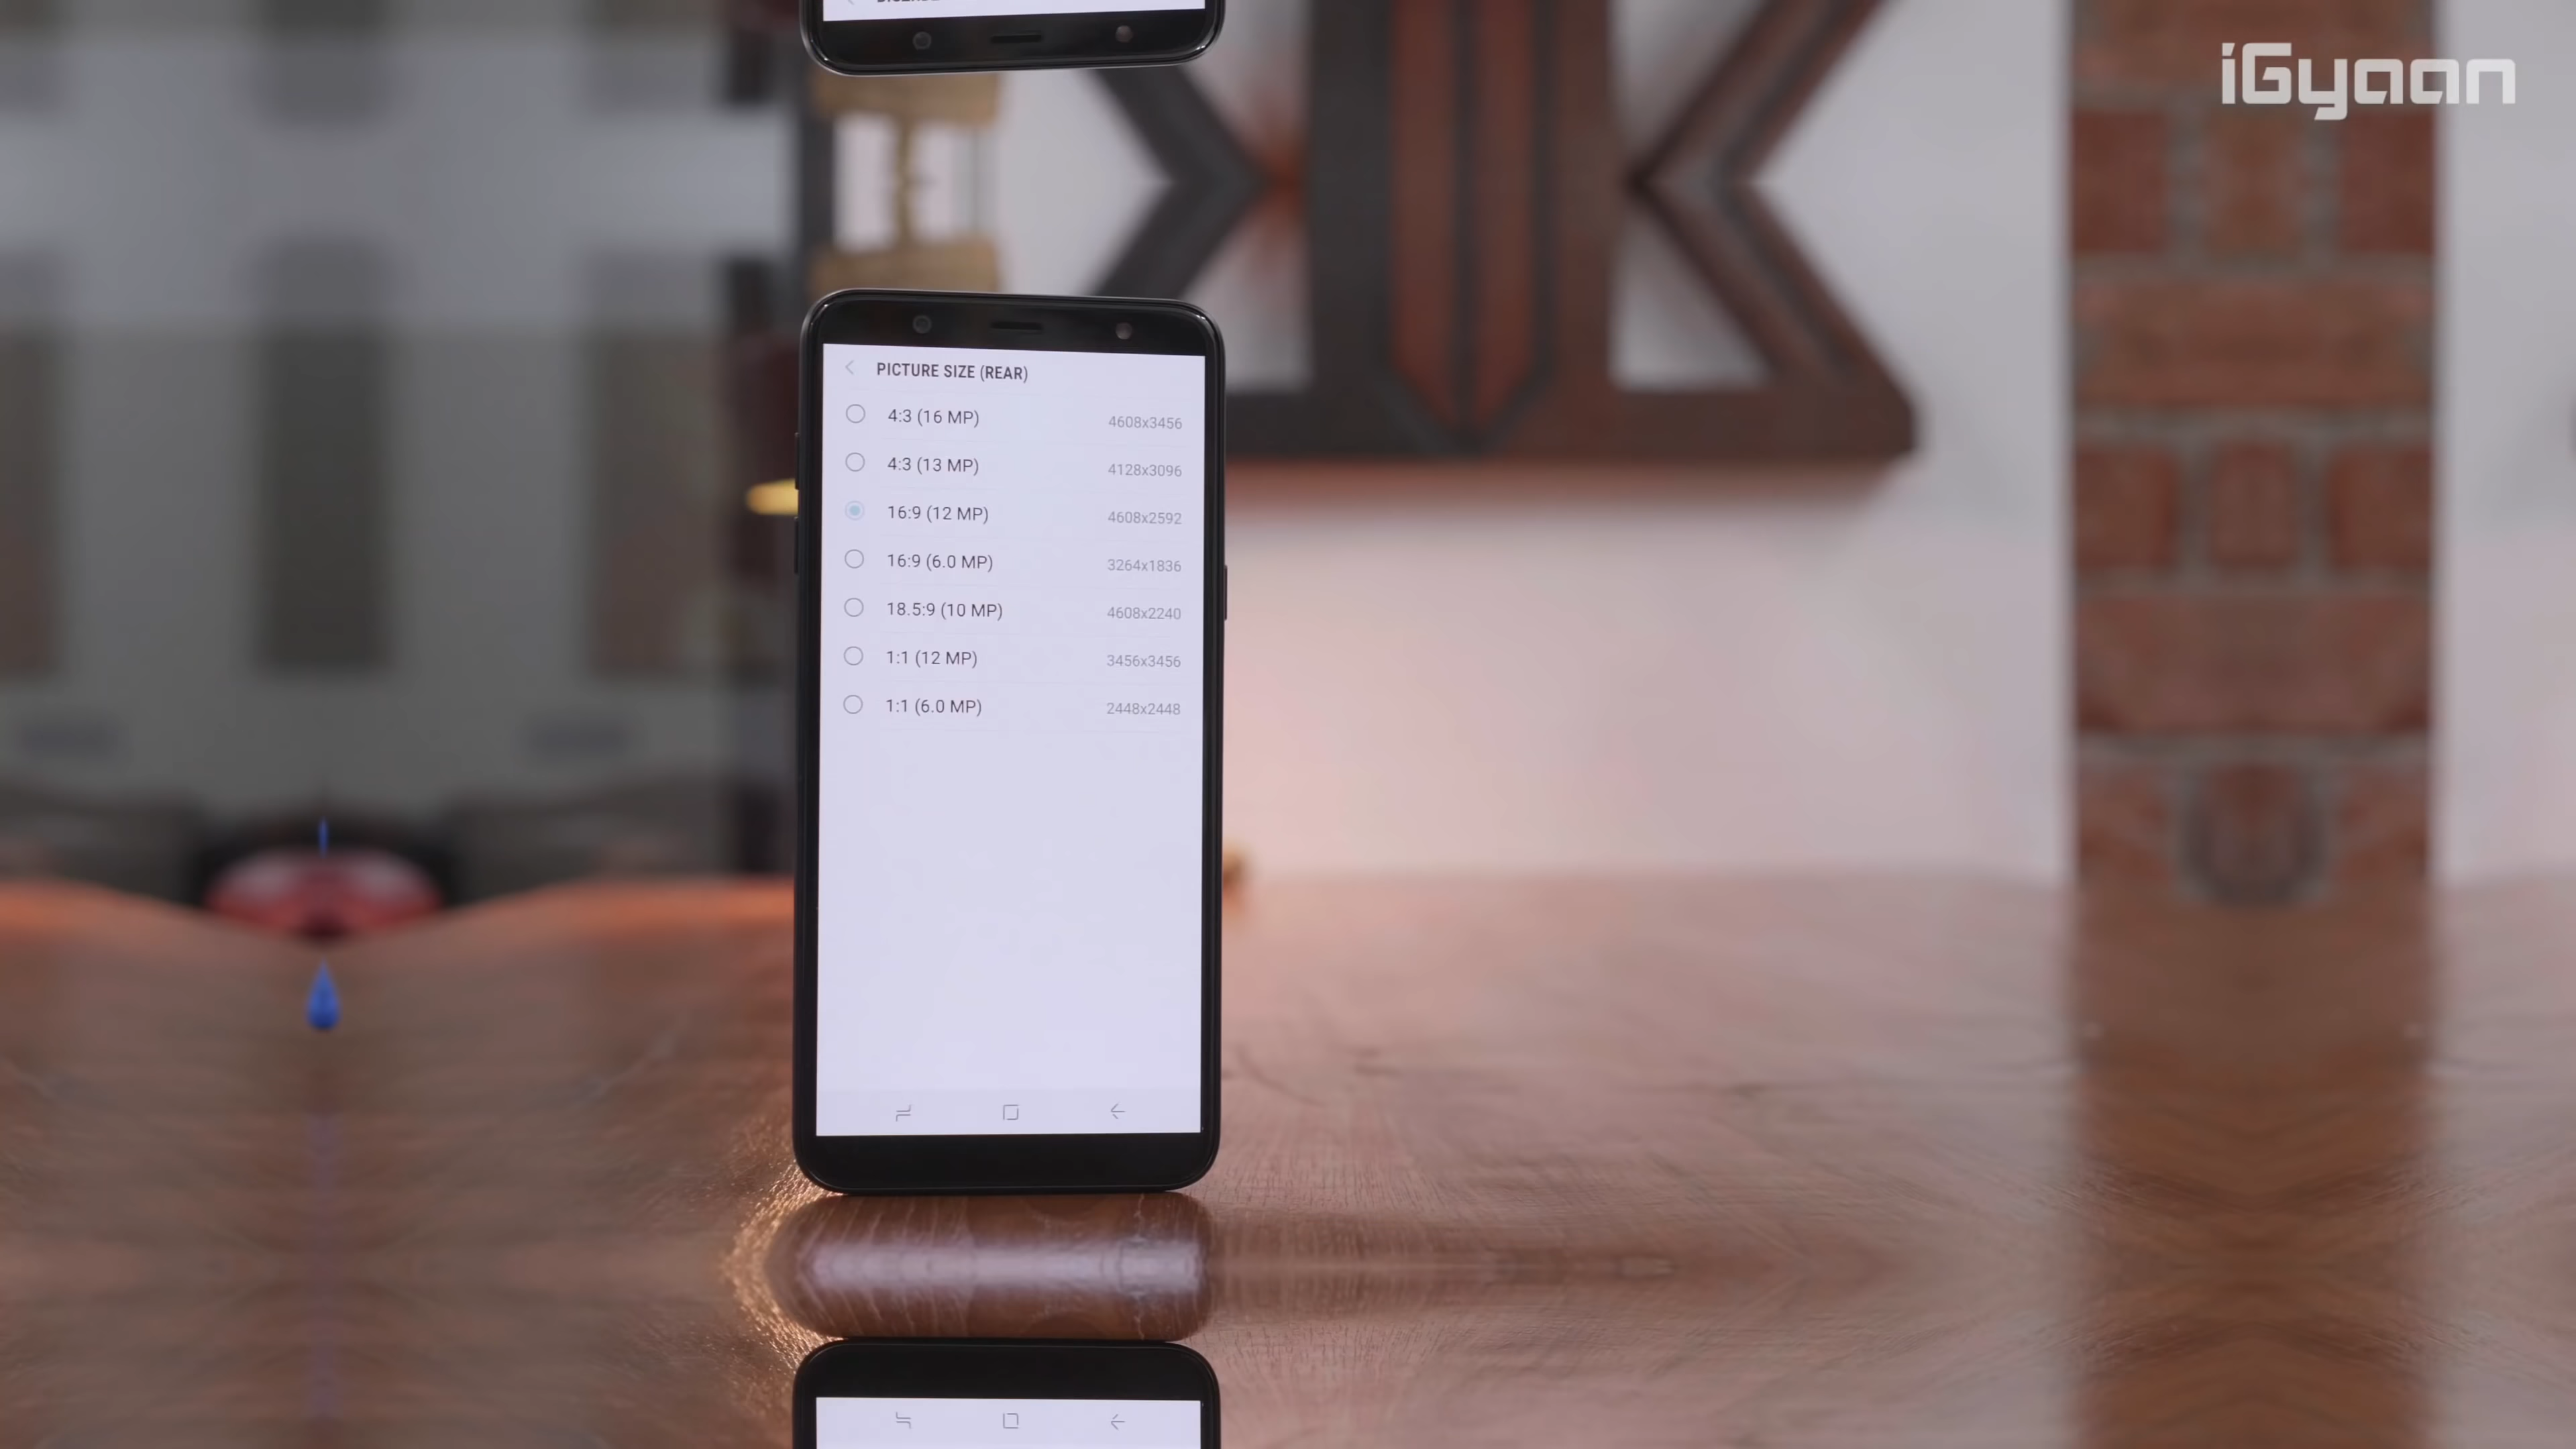 iGyaan
PICTURE SIZE (REAR)
4:3 (16 MP) 4608x3456
4:3 (13 MP) 4128x3096
16:9 (12 MP) 4608x2592
16:9 (6.0 MP) 3264x1836
18.5:9 (10 MP) 4608x2240
1:1 (12 MP) 3456x3456
1:1 (6.0 MP) 2448x2448